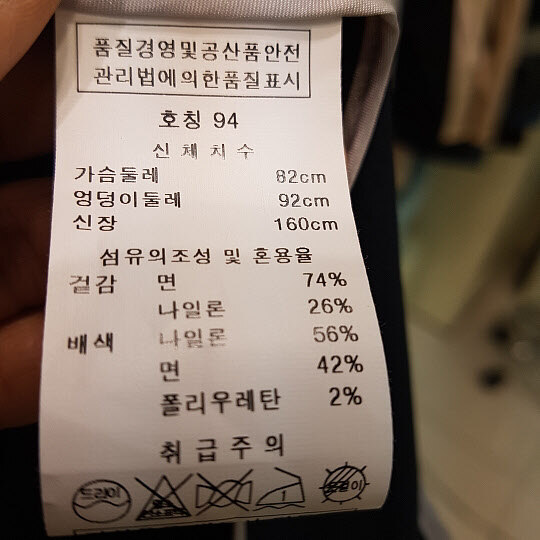 품질경영및공산품안전
관리법에의한품질표시
호칭 94
신체치수
가슴둘레 82cm
엉덩이둘레 92cm
신장 160cm
섬유의조성 및 혼용율
겉감 면 74%
나일론 26%
배색 나일론 56%
면 42%
폴리우레탄 2%
취급주의
드라이 1